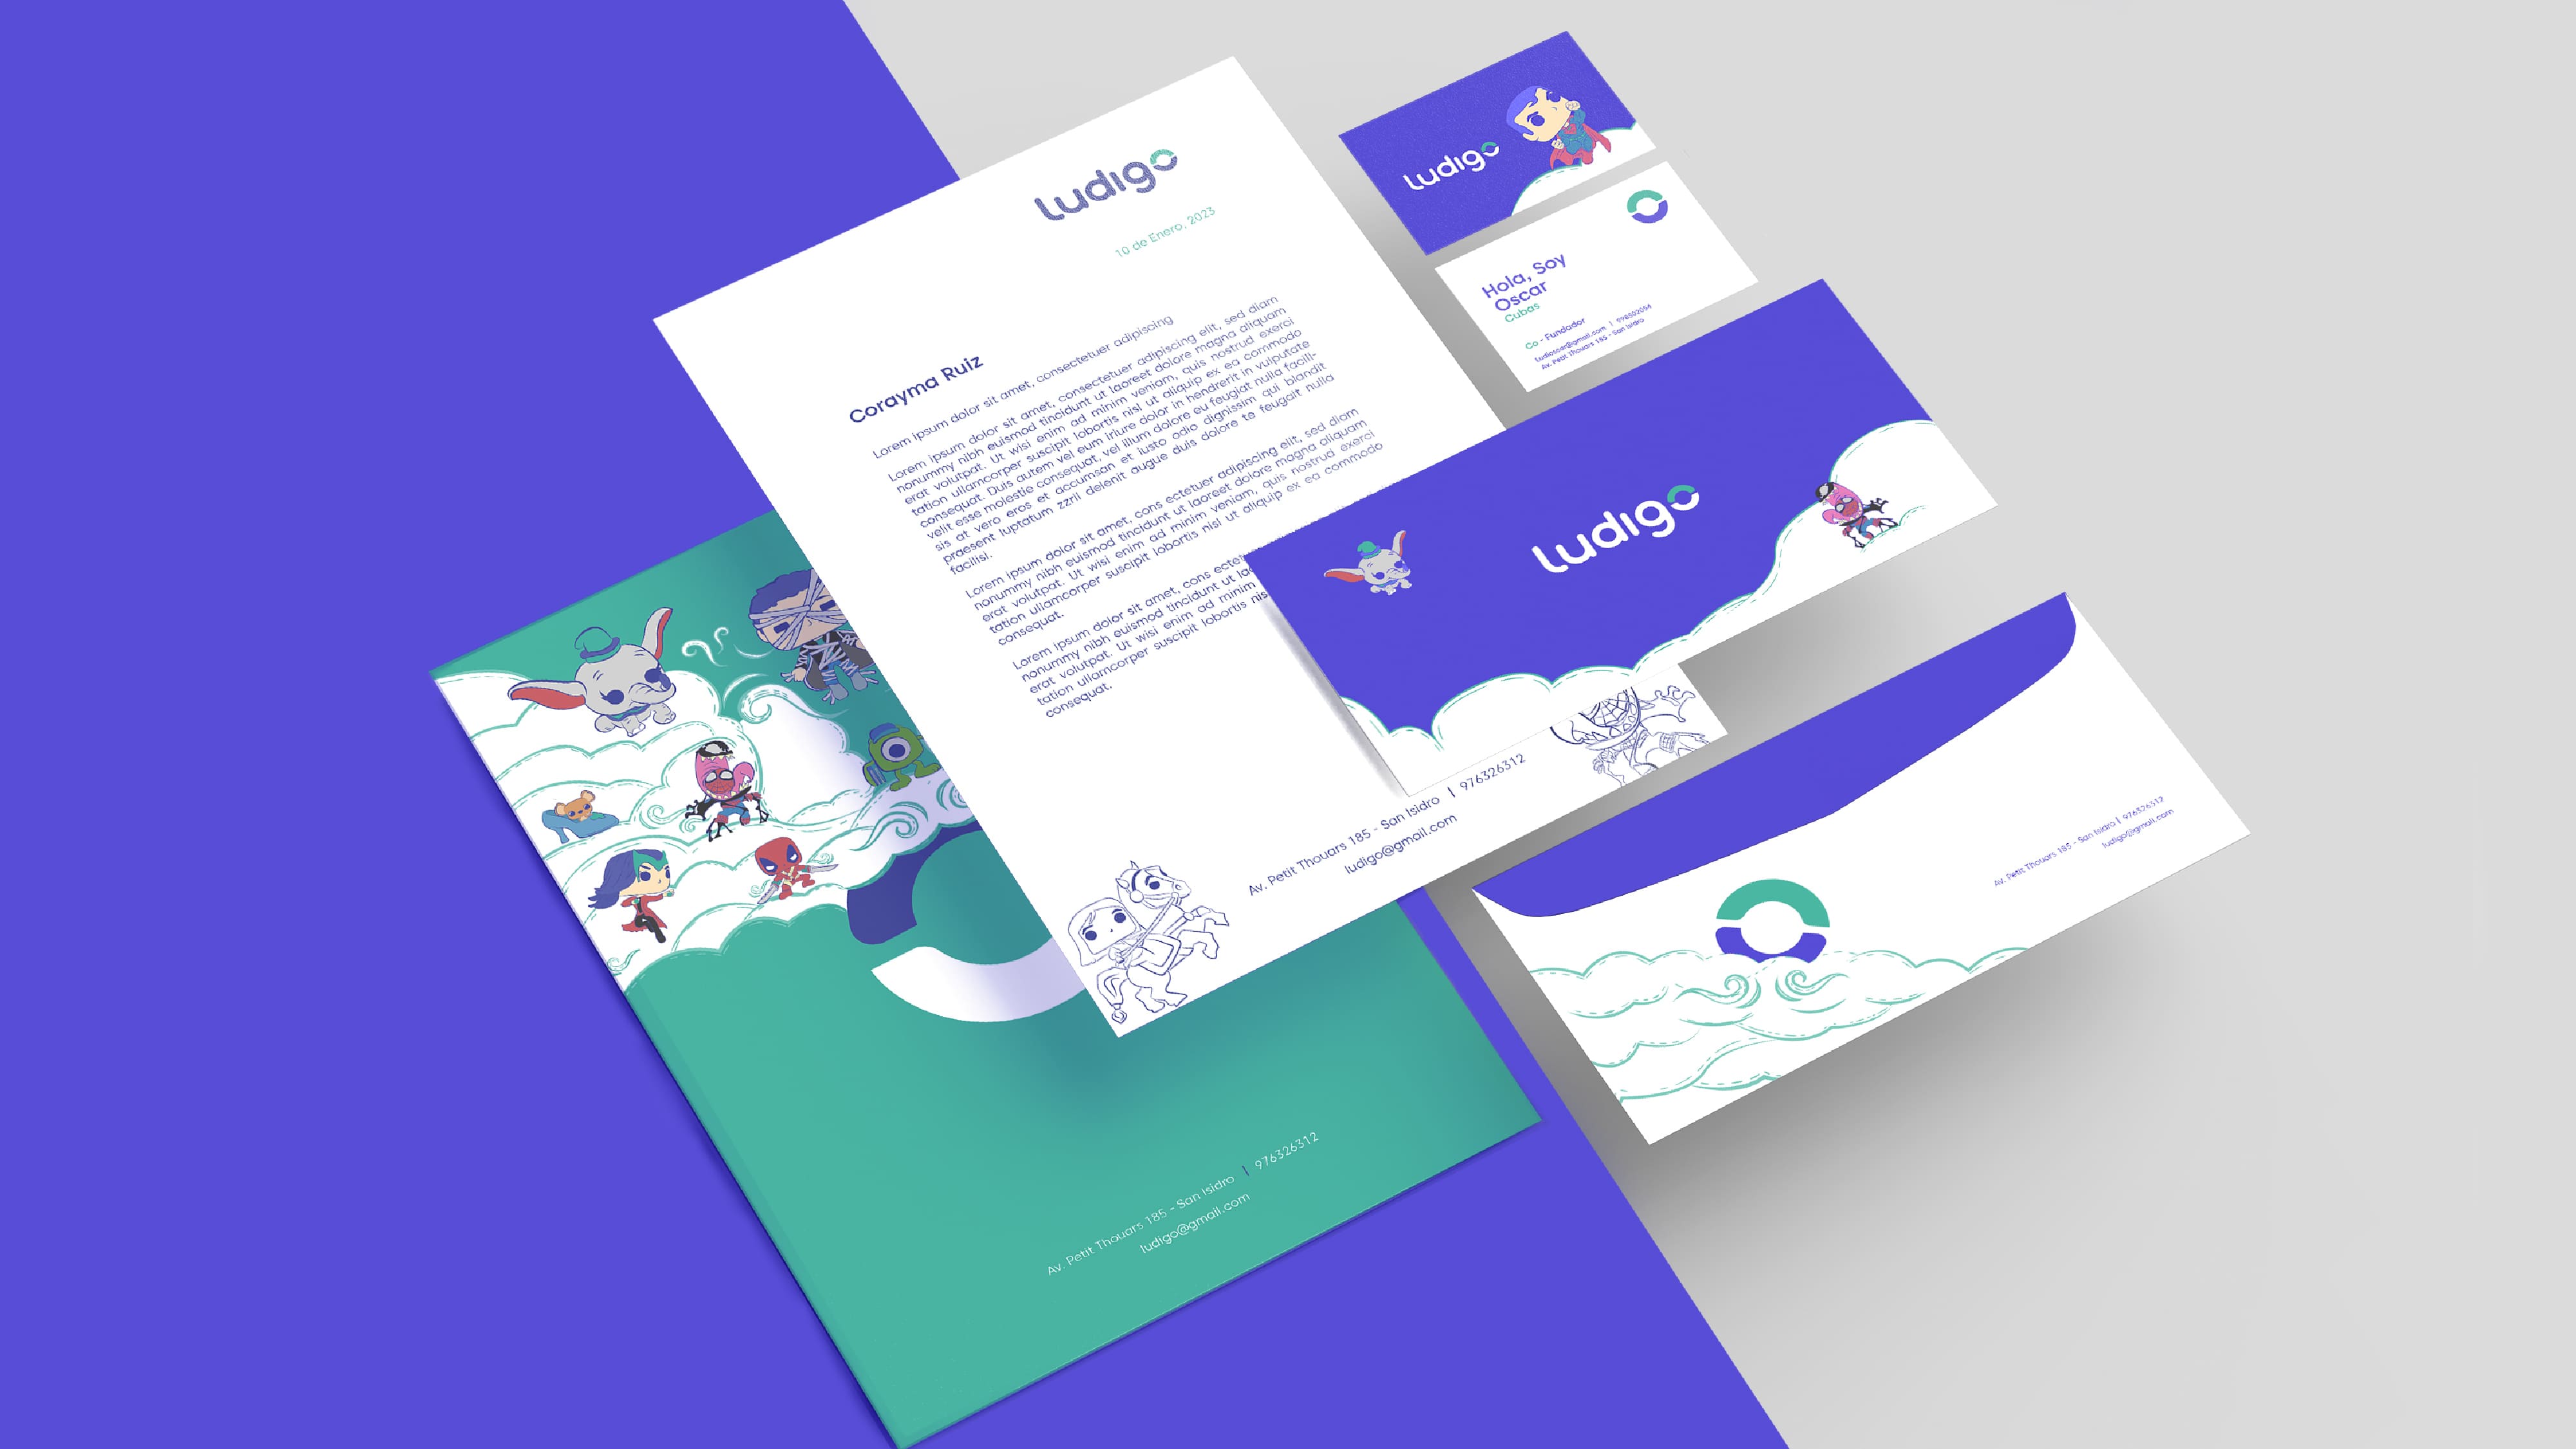 ludigo
10 de Enero, 2023
Corayma Ruiz
Lorem ipsum dolor sit amet, consectetuer adipiscing
Lorem ipsum dolor sit amet, consectetuer adipiscing elit, sed diam
nonummy nibh euismod tincidunt ut laoreet dolore magna aliquam
erat volutpat. Ut wisi enim ad minim veniam, quis nostrud exerci
tation ullamcorper suscipit lobortis nisl ut aliquip ex ea commodo
consequat. Duis autem vel eum iriure dolor in hendrerit in vulputate
velit esse molestie consequat, vel illum dolore eu feugiat nulla facili-
sis at vero eros et accumsan et iusto odio dignissim qui blandit
praesent luptatum zzril delenit augue duis dolore te feugait nulla
facilisi.
Lorem ipsum dolor sit amet, cons ectetuer adipiscing elit, sed diam
nonummy nibh euismod tincidunt ut laoreet dolore magna aliquam
erat volutpat. Ut wisi enim ad minim veniam, quis nostrud exerci
tation ullamcorper suscipit lobortis nisl ut aliquip ex ea commodo
consequat.
Lorem ipsum dolor sit amet, cons ecte
nonummy nibh euismod tincidunt ut lao
erat volutpat. Ut wisi enim ad minim
tation ullamcorper suscipit lobortis nis
consequat.
Av. Petit Thouars 185 - San Isidro | 976326312
ludigo@gmail.com
ludigo
Hola, Soy
Oscar
Cubas
Co - Fundador
ludioscar@gmail.com |
Av. Petit Thouars 185 - San Isidro
ludigo
Av. Petit Thouars 185 - San Isidro | 976326312
ludigo@gmail.com
Av. Petit Thouars 185 - San Isidro | 976326312
ludigo@gmail.com